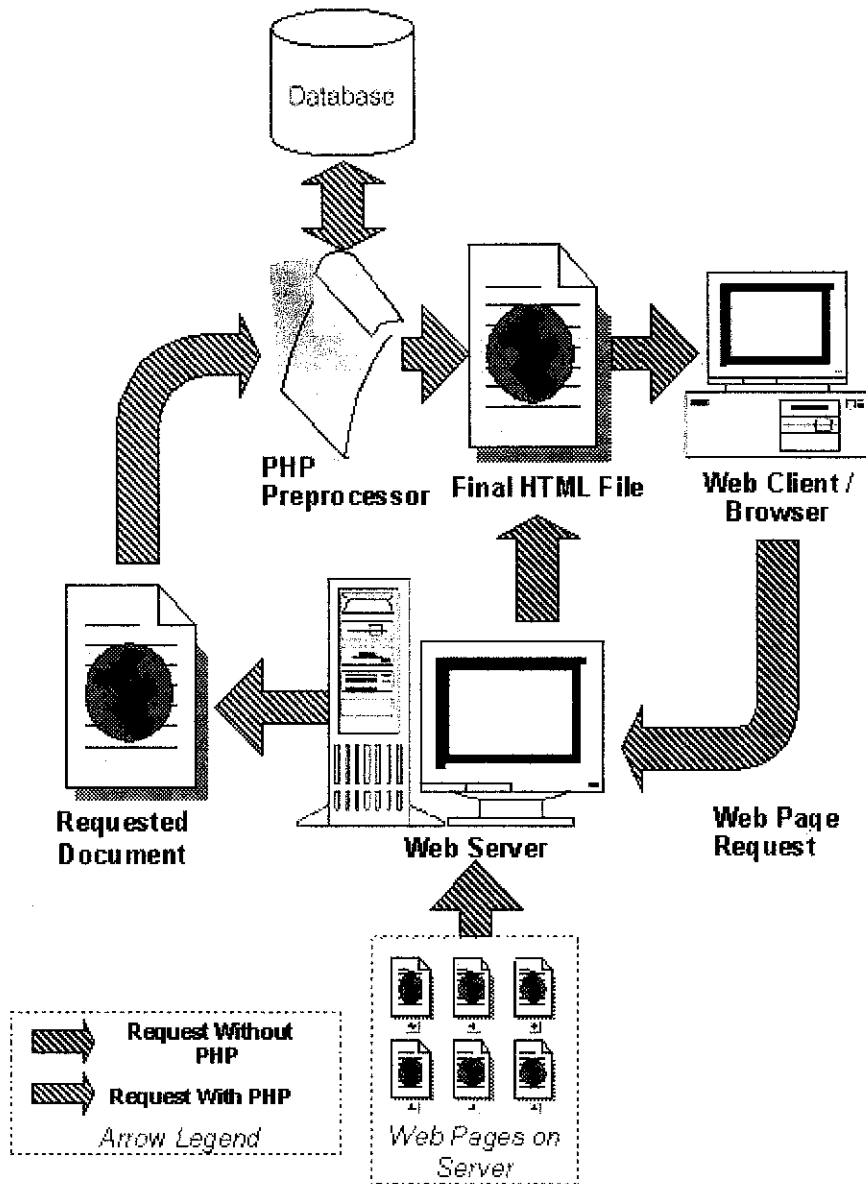 Database
PHP
Preprocessor
Final HTML File
Web Client /
Browser
Requested
Document
Web Server
Web Page
Request
Request Without
PHP
Request With PHP
Arrow Legend
Web Pages on
Server